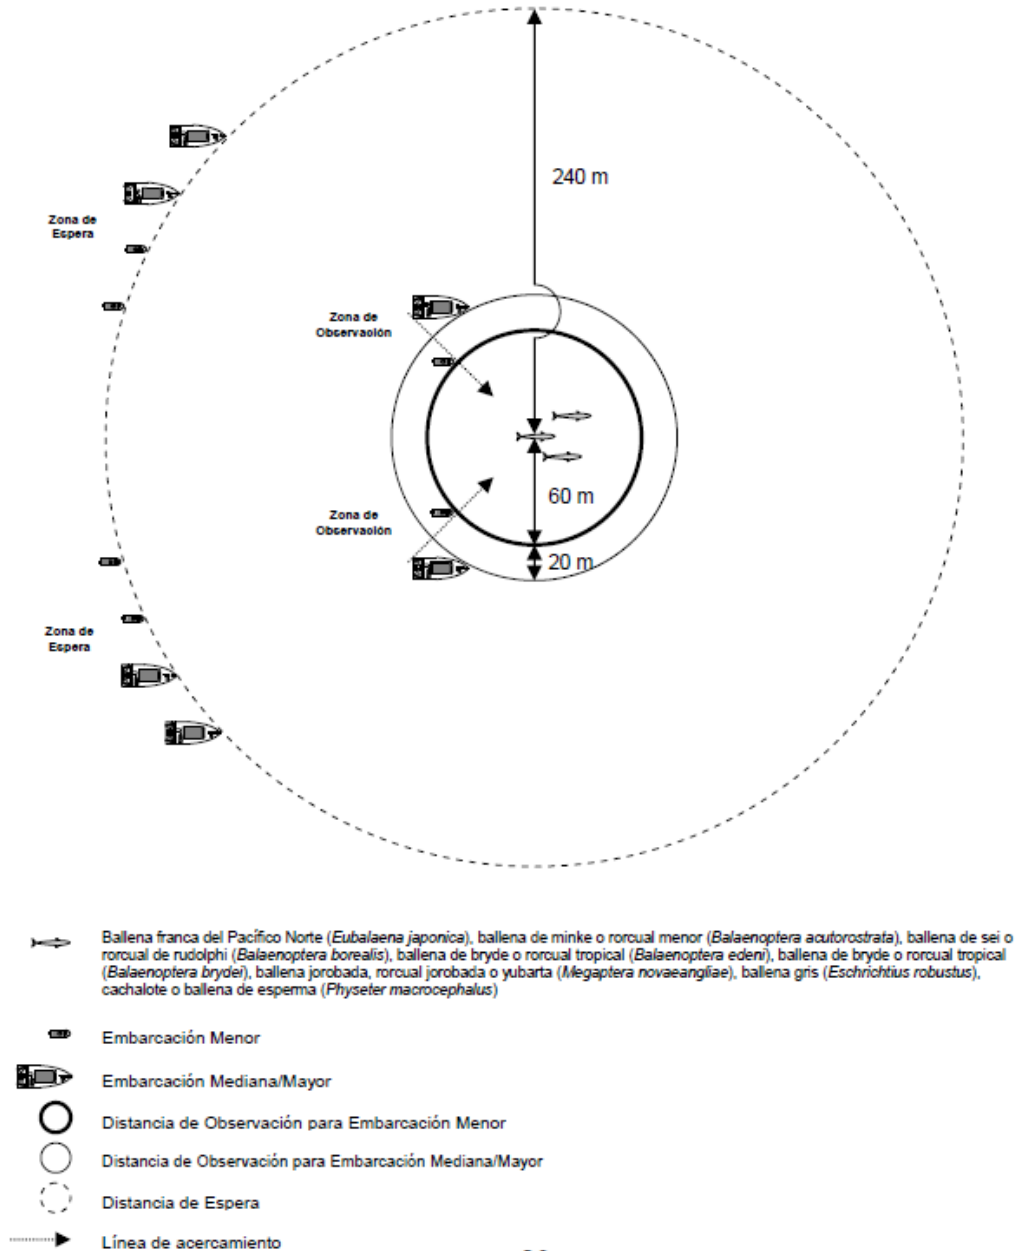 240 m
Zona de
Espera
Zona de
Observación
60 m
Zona de
Observación
20 m
Zona de
Espera
Ballena franca del Pacífico Norte (Eubalaena japonica), ballena de minke o rorcual menor (Balaenoptera acutorostrata), ballena de sei o
rorcual de rudolphi (Balaenoptera borealis), ballena de bryde o rorcual tropical (Balaenoptera edeni), ballena de bryde o rorcual tropical
(Balaenoptera brydei), ballena jorobada, rorcual jorobada o yubarta (Megaptera novaeangliae), ballena gris (Eschrichtius robustus),
cachalote o ballena de esperma (Physeter macrocephalus)
Embarcación Menor
Embarcación Mediana/Mayor
Distancia de Observación para Embarcación Menor
Distancia de Observación para Embarcación Mediana/Mayor
Distancia de Espera
Línea de acercamiento